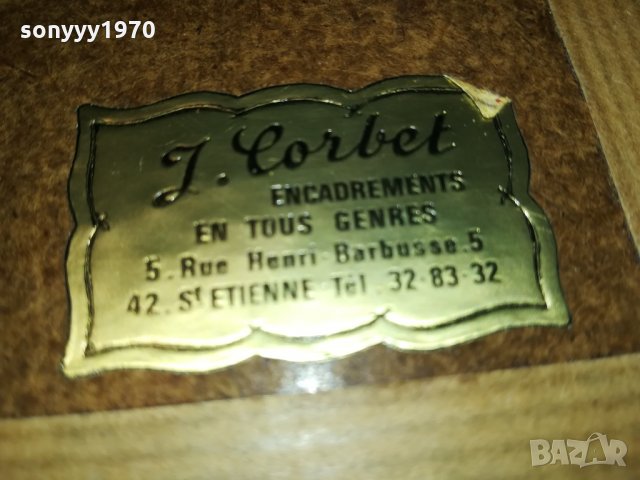 sonyyy1970
J. Corbet
ENCADREMENTS
EN TOUS GENRES
5. Rue Henri-Barbusse. 5
42. St ETIENNE Tél. 32-83-32
BAZAR